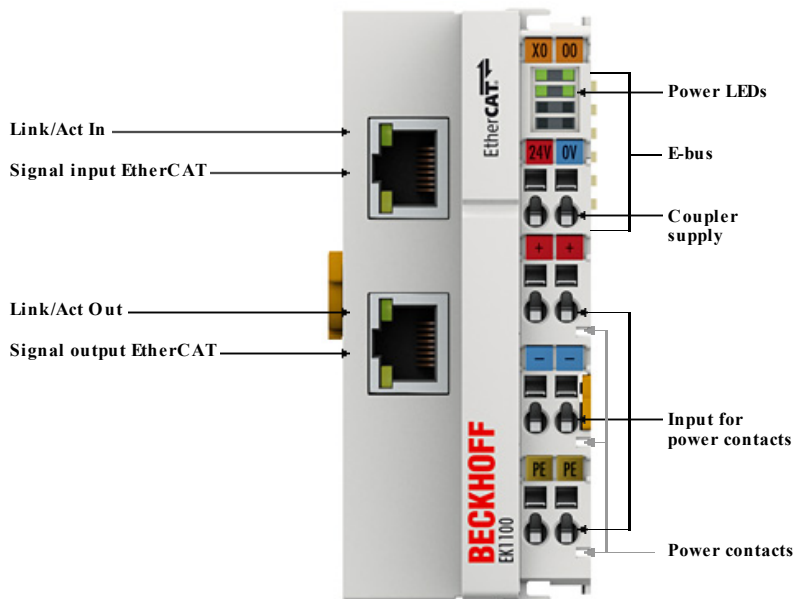 X0 00
Power LEDs
EtherCAT
Link/Act In
24V 0V
E-bus
Signal input EtherCAT
Coupler
supply
+ +
Link/Act Out
Signal output EtherCAT
− −
Input for
power contacts
BECKHOFF
EK1100
PE PE
Power contacts